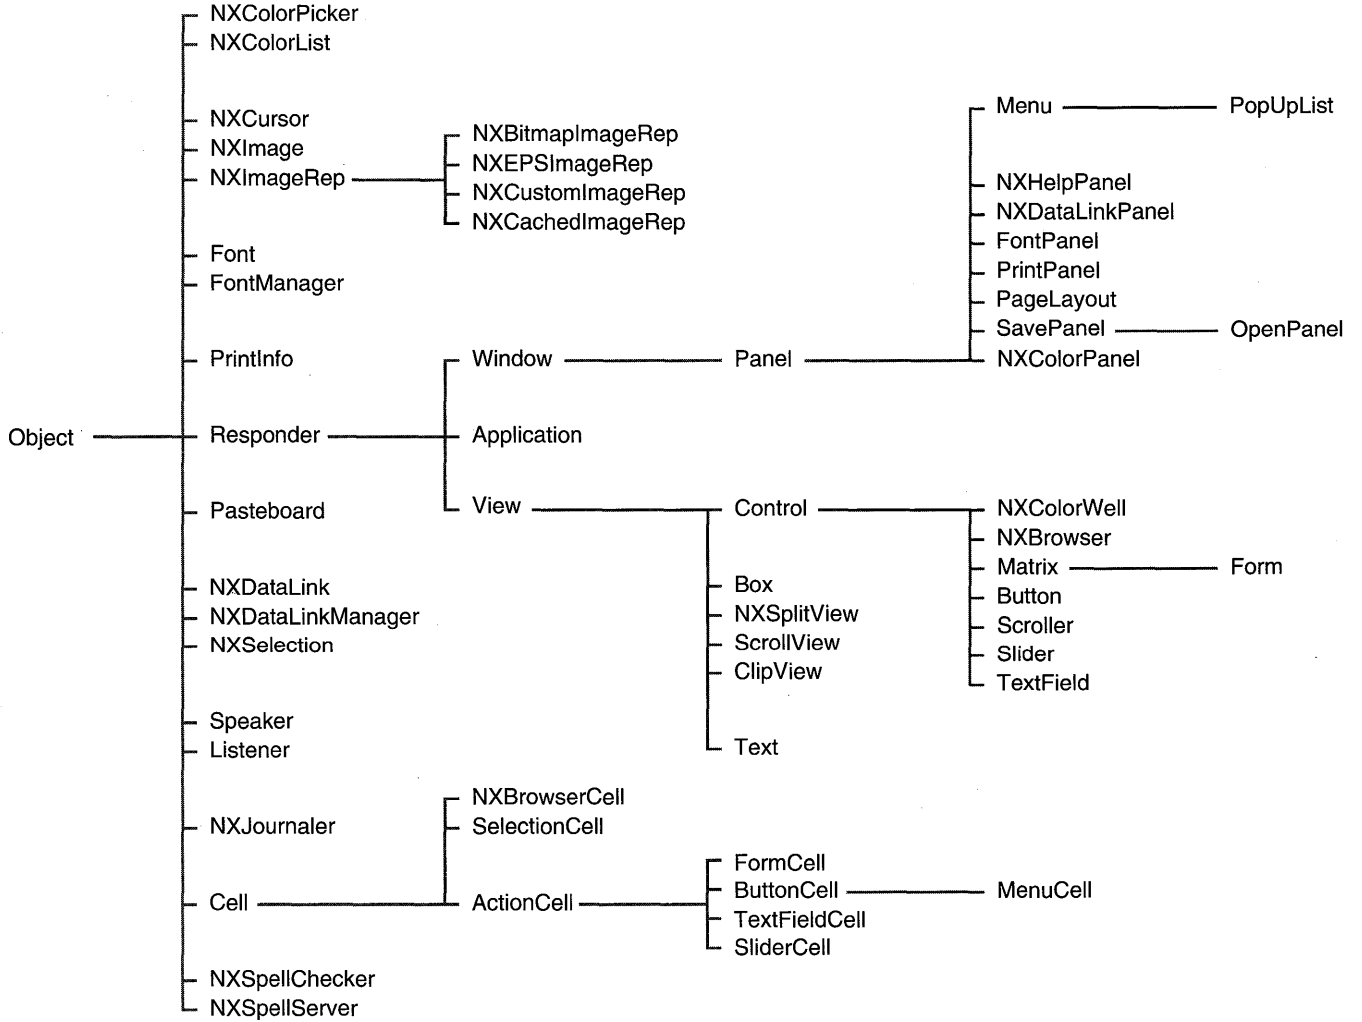 NXColorPicker
NXColorList
NXCursor
NXImage
NXImageRep
NXBitmapImageRep
NXEPSImageRep
NXCustomImageRep
NXCachedImageRep
Font
FontManager
PrintInfo
Object
Responder
Window
Panel
Menu
PopUpList
NXHelpPanel
NXDataLinkPanel
FontPanel
PrintPanel
PageLayout
SavePanel
OpenPanel
NXColorPanel
Application
View
Control
NXColorWell
NXBrowser
Matrix
Form
Button
Scroller
Slider
TextField
Box
NXSplitView
ScrollView
ClipView
Text
Pasteboard
NXDataLink
NXDataLinkManager
NXSelection
Speaker
Listener
NXJournaler
Cell
NXBrowserCell
SelectionCell
ActionCell
FormCell
ButtonCell
MenuCell
TextFieldCell
SliderCell
NXSpellChecker
NXSpellServer